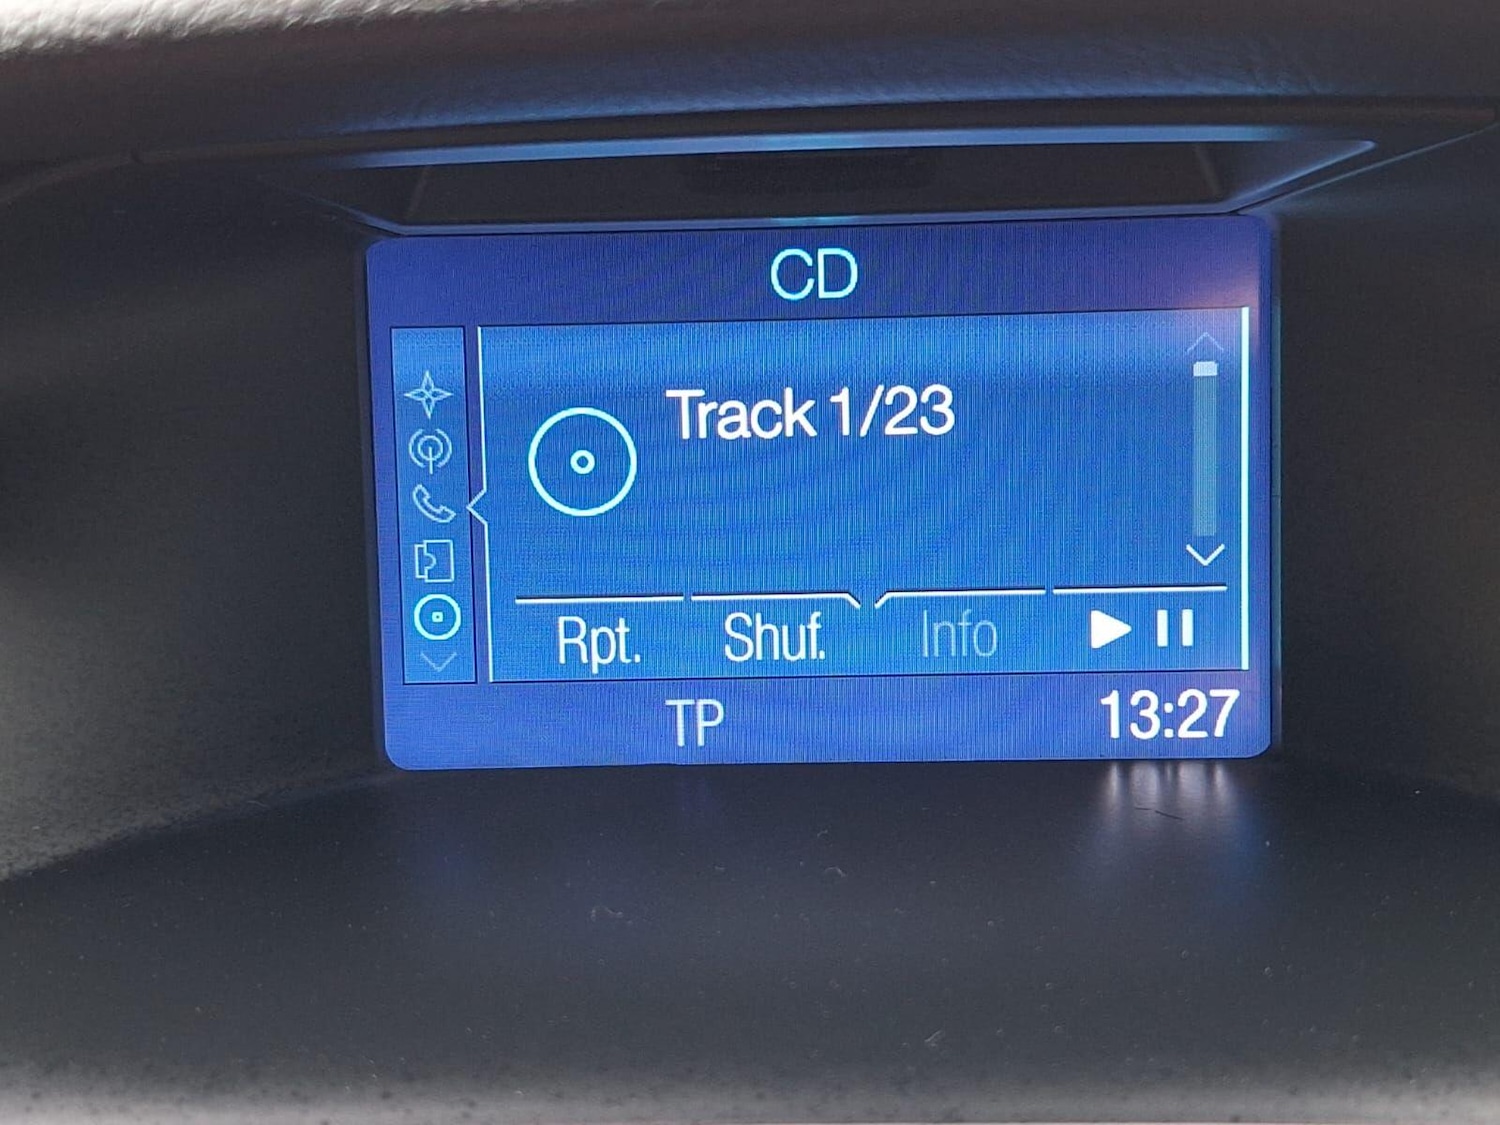 CD
Track 1/23
Rpt. Shuf. Info
TP 13:27